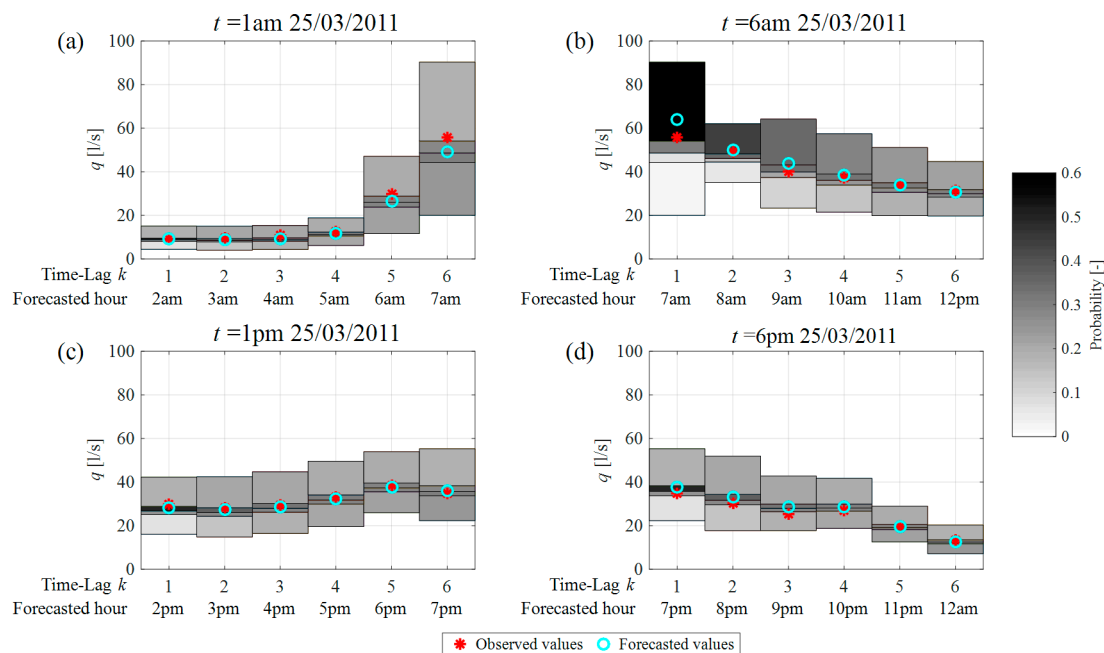 (a) t =1am 25/03/2011
100
80
60
40
20
0
q [l/s]
Time-Lag k 1 2 3 4 5 6
Forecasted hour 2am 3am 4am 5am 6am 7am
(b) t =6am 25/03/2011
100
80
60
40
20
0
q [l/s]
Time-Lag k 1 2 3 4 5 6
Forecasted hour 7am 8am 9am 10am 11am 12pm
(c) t =1pm 25/03/2011
100
80
60
40
20
0
q [l/s]
Time-Lag k 1 2 3 4 5 6
Forecasted hour 2pm 3pm 4pm 5pm 6pm 7pm
(d) t =6pm 25/03/2011
100
80
60
40
20
0
q [l/s]
Time-Lag k 1 2 3 4 5 6
Forecasted hour 7pm 8pm 9pm 10pm 11pm 12am
0.6
0.5
0.4
0.3
0.2
0.1
0
Probability [-]
Observed values Forecasted values